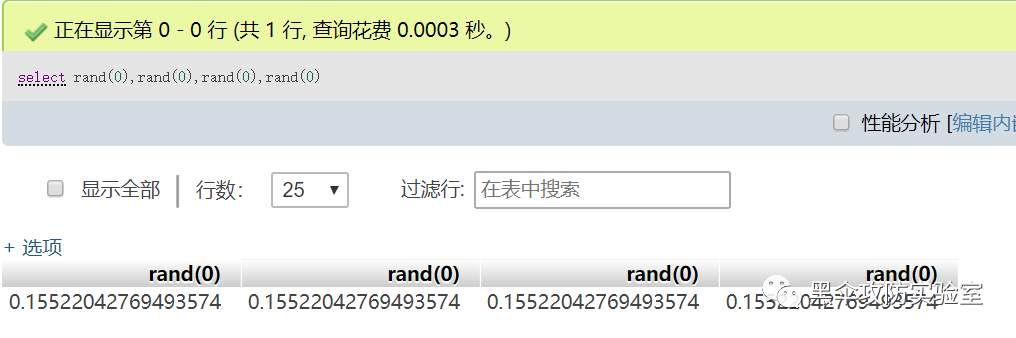 正在显示第 0 - 0 行 (共 1 行, 查询花费 0.0003 秒。)
select rand(0),rand(0),rand(0),rand(0)
性能分析 [编辑内
显示全部 行数: 25 过滤行: 在表中搜索
+ 选项
rand(0) rand(0) rand(0) rand(0)
0.15522042769493574 0.15522042769493574 0.15522042769493574 0.15522042769493574
黑伞攻防实验室